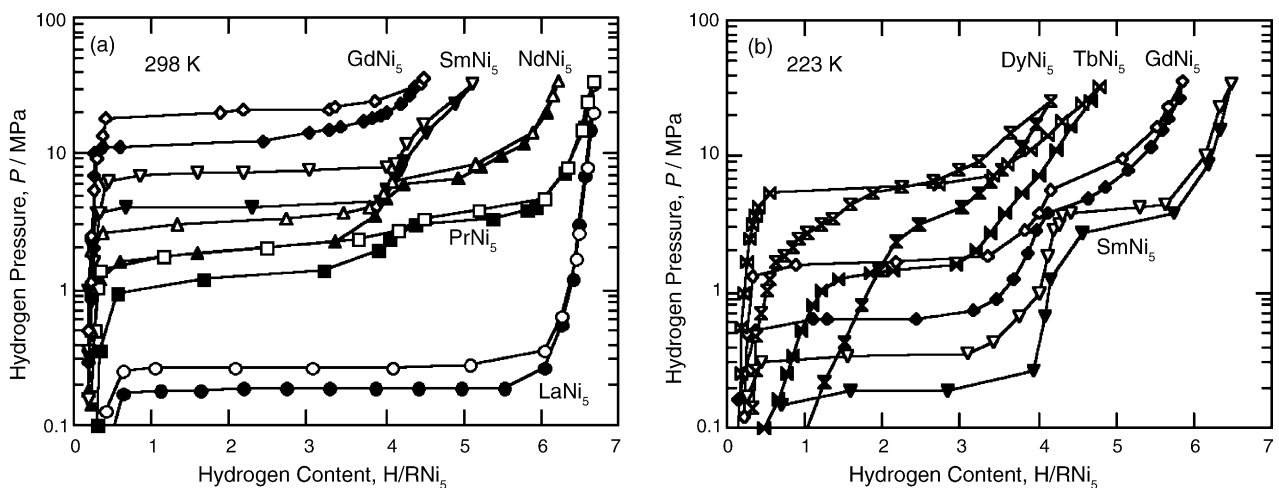 (a)
298 K
GdNi5
SmNi5
NdNi5
PrNi5
LaNi5
100
10
1
0.1
0 1 2 3 4 5 6 7
Hydrogen Pressure, P / MPa
Hydrogen Content, H/RNi5
(b)
223 K
DyNi5
TbNi5
GdNi5
SmNi5
100
10
1
0.1
0 1 2 3 4 5 6 7
Hydrogen Pressure, P / MPa
Hydrogen Content, H/RNi5